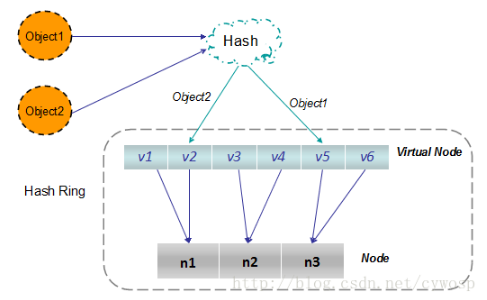 Object1
Hash
Object2
Object2
Object1
v1 v2 v3 v4 v5 v6
Virtual Node
Hash Ring
n1 n2 n3
Node
http://blog.csdn.net/cywosp